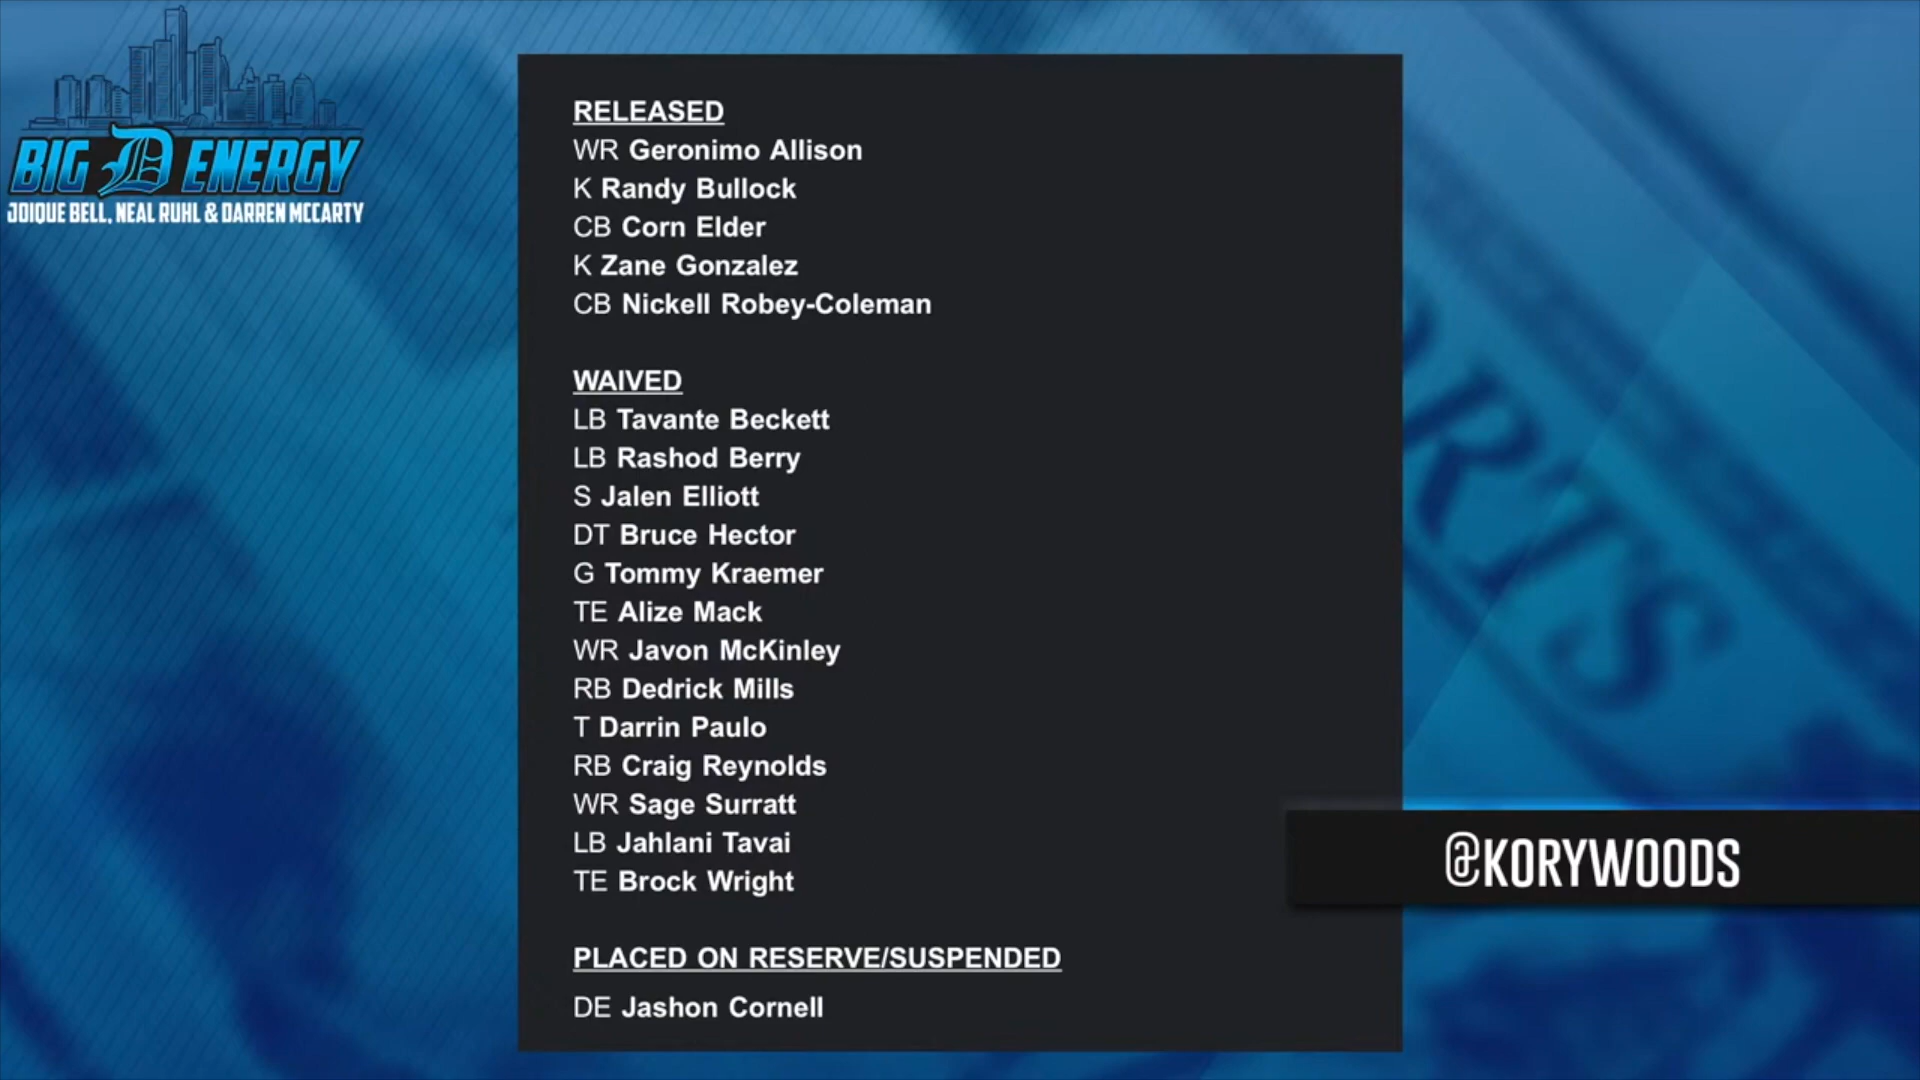 BIG D ENERGY
JOIQUE BELL, NEAL RUHL & DARREN MCCARTY
RELEASED
WR Geronimo Allison
K Randy Bullock
CB Corn Elder
K Zane Gonzalez
CB Nickell Robey-Coleman
WAIVED
LB Tavante Beckett
LB Rashod Berry
S Jalen Elliott
DT Bruce Hector
G Tommy Kraemer
TE Alize Mack
WR Javon McKinley
RB Dedrick Mills
T Darrin Paulo
RB Craig Reynolds
WR Sage Surratt
LB Jahlani Tavai
TE Brock Wright
PLACED ON RESERVE/SUSPENDED
DE Jashon Cornell
@KORYWOODS